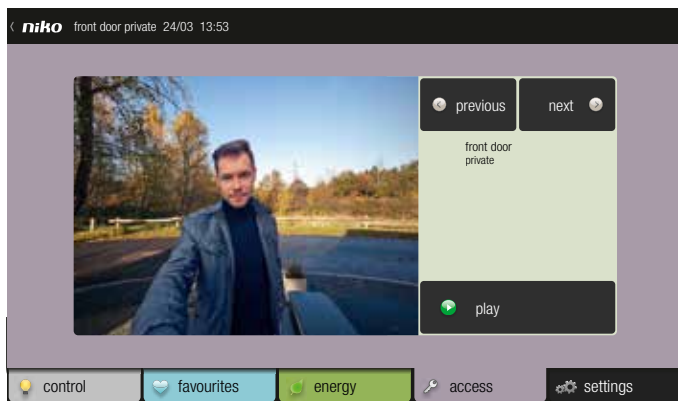 niko front door private 24/03 13:53
previous next
front door
private
play
control favourites energy access settings